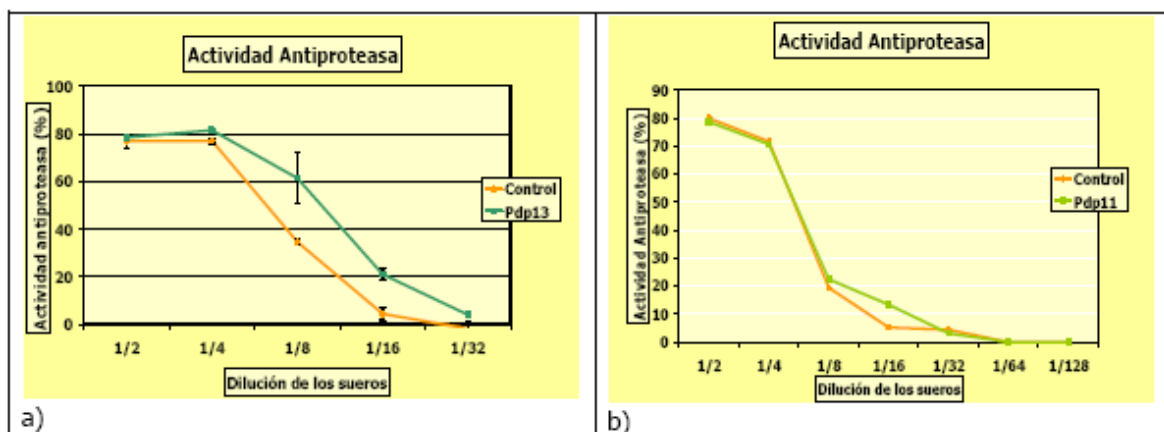 Actividad Antiproteasa
Actividad antiproteasa (%)
100
80
60
40
20
0
1/2 1/4 1/8 1/16 1/32
Dilución de los sueros
Control
Pdp13
a)
Actividad Antiproteasa
Actividad Antiproteasa (%)
90
80
70
60
50
40
30
20
10
0
1/2 1/4 1/8 1/16 1/32 1/64 1/128
Dilución de los sueros
Control
Pdp11
b)